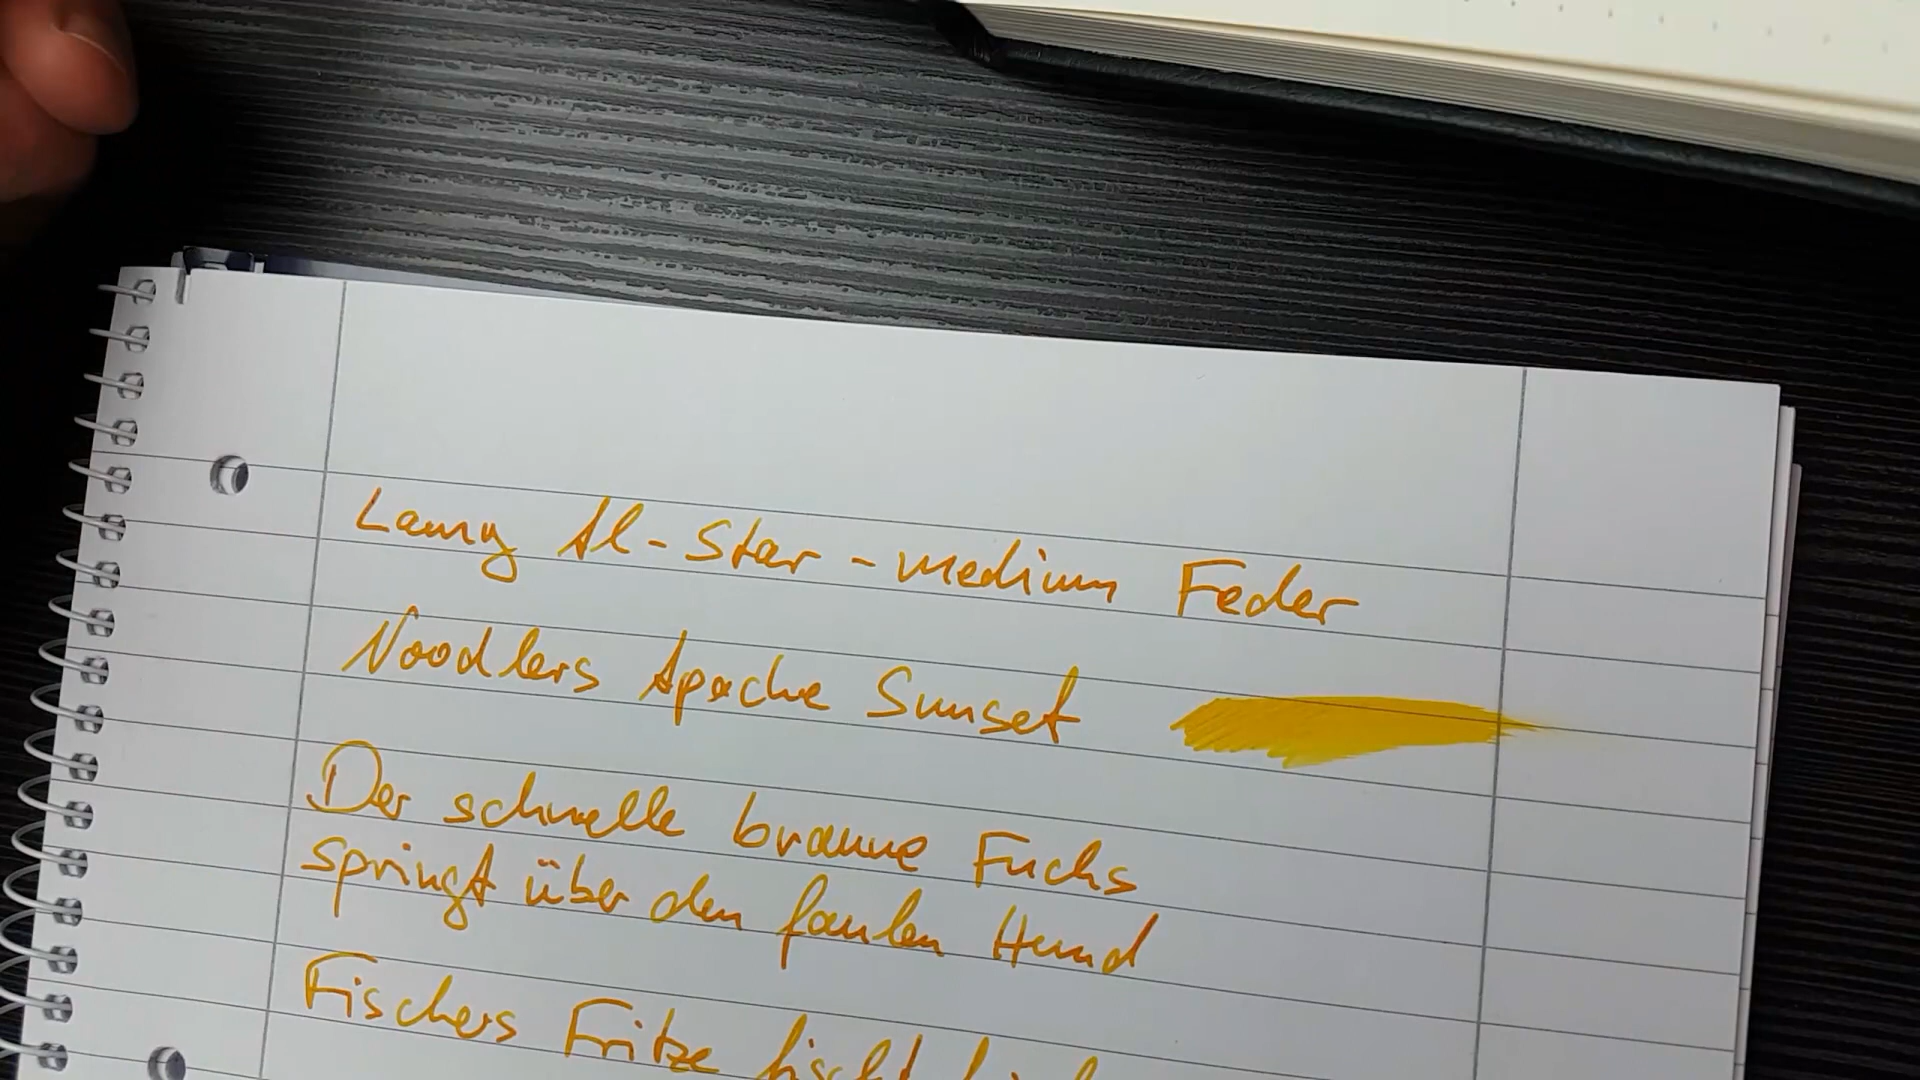 Lamy Al-Star - medium Feder
Noodlers Apache Sunset
Der schnelle braune Fuchs
springt über den faulen Hund
Fischers Fritze fischt